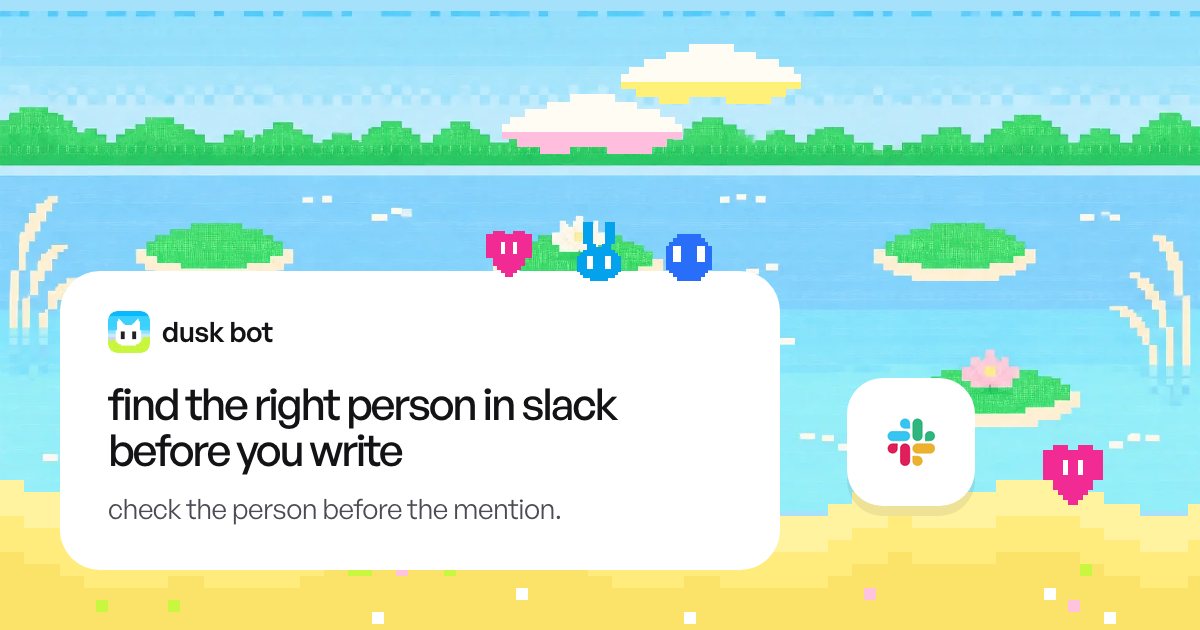 dusk bot
find the right person in slack
before you write
check the person before the mention.